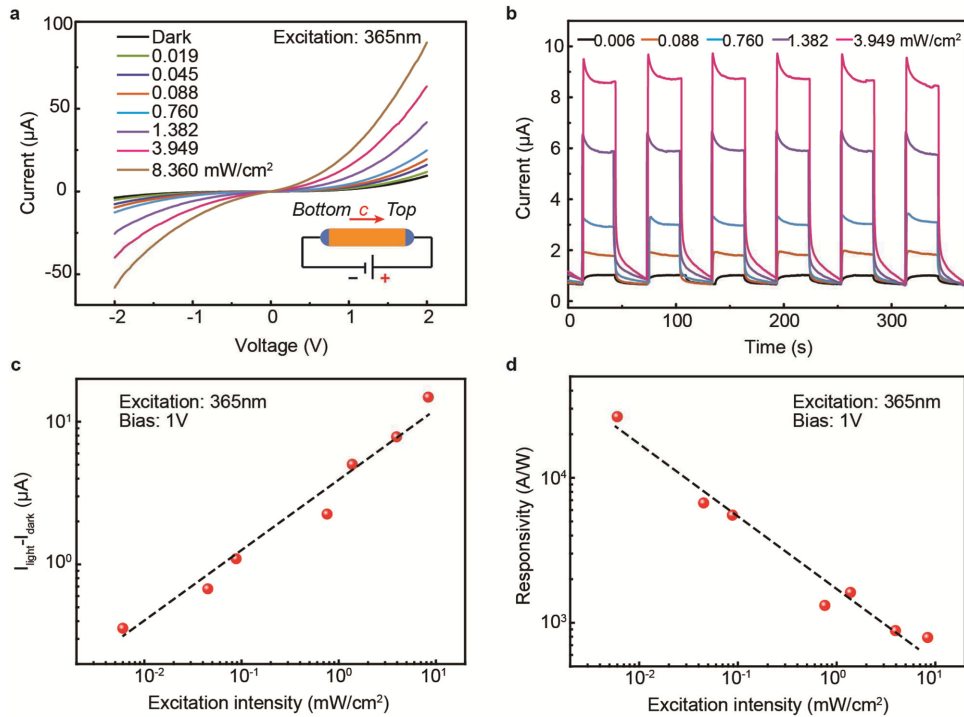 a
Excitation: 365nm
Dark
0.019
0.045
0.088
0.760
1.382
3.949
8.360 mW/cm²
Bottom c Top
− +
100
50
0
-50
-2 -1 0 1 2
Current (µA)
Voltage (V)
b
0.006 0.088 0.760 1.382 3.949 mW/cm²
10
8
6
4
2
0
0 100 200 300
Current (µA)
Time (s)
c
Excitation: 365nm
Bias: 1V
10¹
10⁰
10⁻² 10⁻¹ 10⁰ 10¹
I_light-I_dark (µA)
Excitation intensity (mW/cm²)
d
Excitation: 365nm
Bias: 1V
10⁴
10³
10⁻² 10⁻¹ 10⁰ 10¹
Responsivity (A/W)
Excitation intensity (mW/cm²)